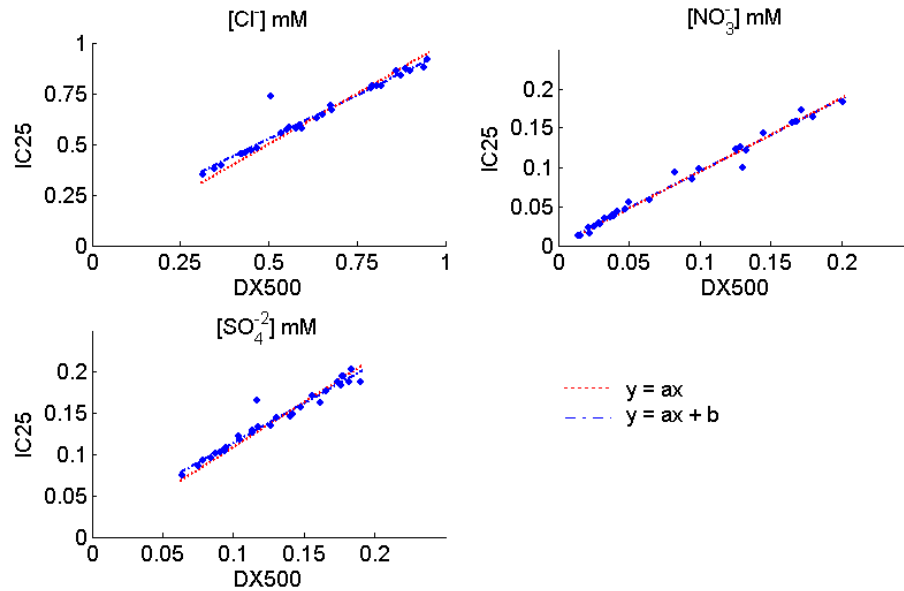 [Cl⁻] mM
1
0.75
0.5
0.25
0
IC25
0 0.25 0.5 0.75 1
DX500
[NO₃⁻] mM
0.2
0.15
0.1
0.05
0
IC25
0 0.05 0.1 0.15 0.2
DX500
[SO₄⁻²] mM
0.2
0.15
0.1
0.05
0
IC25
0 0.05 0.1 0.15 0.2
DX500
y = ax
y = ax + b